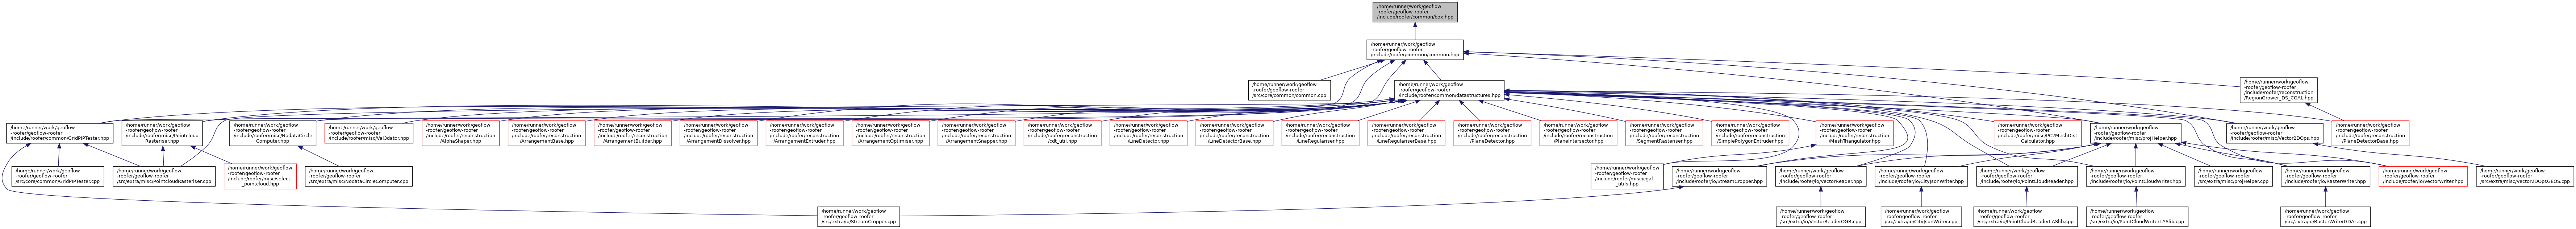 /home/runner/work/geoflow
-roofer/geoflow-roofer
/include/roofer/common/box.hpp
/home/runner/work/geoflow
-roofer/geoflow-roofer
/include/roofer/common/common.hpp
/home/runner/work/geoflow
-roofer/geoflow-roofer
/src/core/common/common.cpp
/home/runner/work/geoflow
-roofer/geoflow-roofer
/include/roofer/common/datastructures.hpp
/home/runner/work/geoflow
-roofer/geoflow-roofer
/include/roofer/reconstruction
/RegionGrower_DS_CGAL.hpp
/home/runner/work/geoflow
-roofer/geoflow-roofer
/include/roofer/common/GridPIPTester.hpp
/home/runner/work/geoflow
-roofer/geoflow-roofer
/include/roofer/misc/Pointcloud
Rasteriser.hpp
/home/runner/work/geoflow
-roofer/geoflow-roofer
/include/roofer/misc/NodataCircle
Computer.hpp
/home/runner/work/geoflow
-roofer/geoflow-roofer
/include/roofer/misc/Val3dator.hpp
/home/runner/work/geoflow
-roofer/geoflow-roofer
/include/roofer/reconstruction
/AlphaShaper.hpp
/home/runner/work/geoflow
-roofer/geoflow-roofer
/include/roofer/reconstruction
/ArrangementBase.hpp
/home/runner/work/geoflow
-roofer/geoflow-roofer
/include/roofer/reconstruction
/ArrangementBuilder.hpp
/home/runner/work/geoflow
-roofer/geoflow-roofer
/include/roofer/reconstruction
/ArrangementDissolver.hpp
/home/runner/work/geoflow
-roofer/geoflow-roofer
/include/roofer/reconstruction
/ArrangementExtruder.hpp
/home/runner/work/geoflow
-roofer/geoflow-roofer
/include/roofer/reconstruction
/ArrangementOptimiser.hpp
/home/runner/work/geoflow
-roofer/geoflow-roofer
/include/roofer/reconstruction
/ArrangementSnapper.hpp
/home/runner/work/geoflow
-roofer/geoflow-roofer
/include/roofer/reconstruction
/cdt_util.hpp
/home/runner/work/geoflow
-roofer/geoflow-roofer
/include/roofer/reconstruction
/LineDetector.hpp
/home/runner/work/geoflow
-roofer/geoflow-roofer
/include/roofer/reconstruction
/LineDetectorBase.hpp
/home/runner/work/geoflow
-roofer/geoflow-roofer
/include/roofer/reconstruction
/LineRegulariser.hpp
/home/runner/work/geoflow
-roofer/geoflow-roofer
/include/roofer/reconstruction
/LineRegulariserBase.hpp
/home/runner/work/geoflow
-roofer/geoflow-roofer
/include/roofer/reconstruction
/PlaneDetector.hpp
/home/runner/work/geoflow
-roofer/geoflow-roofer
/include/roofer/reconstruction
/PlaneIntersector.hpp
/home/runner/work/geoflow
-roofer/geoflow-roofer
/include/roofer/reconstruction
/SegmentRasteriser.hpp
/home/runner/work/geoflow
-roofer/geoflow-roofer
/include/roofer/reconstruction
/SimplePolygonExtruder.hpp
/home/runner/work/geoflow
-roofer/geoflow-roofer
/include/roofer/reconstruction
/MeshTriangulator.hpp
/home/runner/work/geoflow
-roofer/geoflow-roofer
/include/roofer/misc/PC2MeshDist
Calculator.hpp
/home/runner/work/geoflow
-roofer/geoflow-roofer
/include/roofer/misc/projHelper.hpp
/home/runner/work/geoflow
-roofer/geoflow-roofer
/include/roofer/misc/Vector2DOps.hpp
/home/runner/work/geoflow
-roofer/geoflow-roofer
/include/roofer/reconstruction
/PlaneDetectorBase.hpp
/home/runner/work/geoflow
-roofer/geoflow-roofer
/src/core/common/GridPIPTester.cpp
/home/runner/work/geoflow
-roofer/geoflow-roofer
/src/extra/misc/PointcloudRasteriser.cpp
/home/runner/work/geoflow
-roofer/geoflow-roofer
/include/roofer/misc/select
_pointcloud.hpp
/home/runner/work/geoflow
-roofer/geoflow-roofer
/src/extra/misc/NodataCircleComputer.cpp
/home/runner/work/geoflow
-roofer/geoflow-roofer
/include/roofer/misc/cgal
_utils.hpp
/home/runner/work/geoflow
-roofer/geoflow-roofer
/include/roofer/io/StreamCropper.hpp
/home/runner/work/geoflow
-roofer/geoflow-roofer
/include/roofer/io/VectorReader.hpp
/home/runner/work/geoflow
-roofer/geoflow-roofer
/include/roofer/io/CityJsonWriter.hpp
/home/runner/work/geoflow
-roofer/geoflow-roofer
/include/roofer/io/PointCloudReader.hpp
/home/runner/work/geoflow
-roofer/geoflow-roofer
/include/roofer/io/PointCloudWriter.hpp
/home/runner/work/geoflow
-roofer/geoflow-roofer
/src/extra/misc/projHelper.cpp
/home/runner/work/geoflow
-roofer/geoflow-roofer
/include/roofer/io/RasterWriter.hpp
/home/runner/work/geoflow
-roofer/geoflow-roofer
/include/roofer/io/VectorWriter.hpp
/home/runner/work/geoflow
-roofer/geoflow-roofer
/src/extra/misc/Vector2DOpsGEOS.cpp
/home/runner/work/geoflow
-roofer/geoflow-roofer
/src/extra/io/StreamCropper.cpp
/home/runner/work/geoflow
-roofer/geoflow-roofer
/src/extra/io/VectorReaderOGR.cpp
/home/runner/work/geoflow
-roofer/geoflow-roofer
/src/extra/io/CityJsonWriter.cpp
/home/runner/work/geoflow
-roofer/geoflow-roofer
/src/extra/io/PointCloudReaderLASlib.cpp
/home/runner/work/geoflow
-roofer/geoflow-roofer
/src/extra/io/PointCloudWriterLASlib.cpp
/home/runner/work/geoflow
-roofer/geoflow-roofer
/src/extra/io/RasterWriterGDAL.cpp